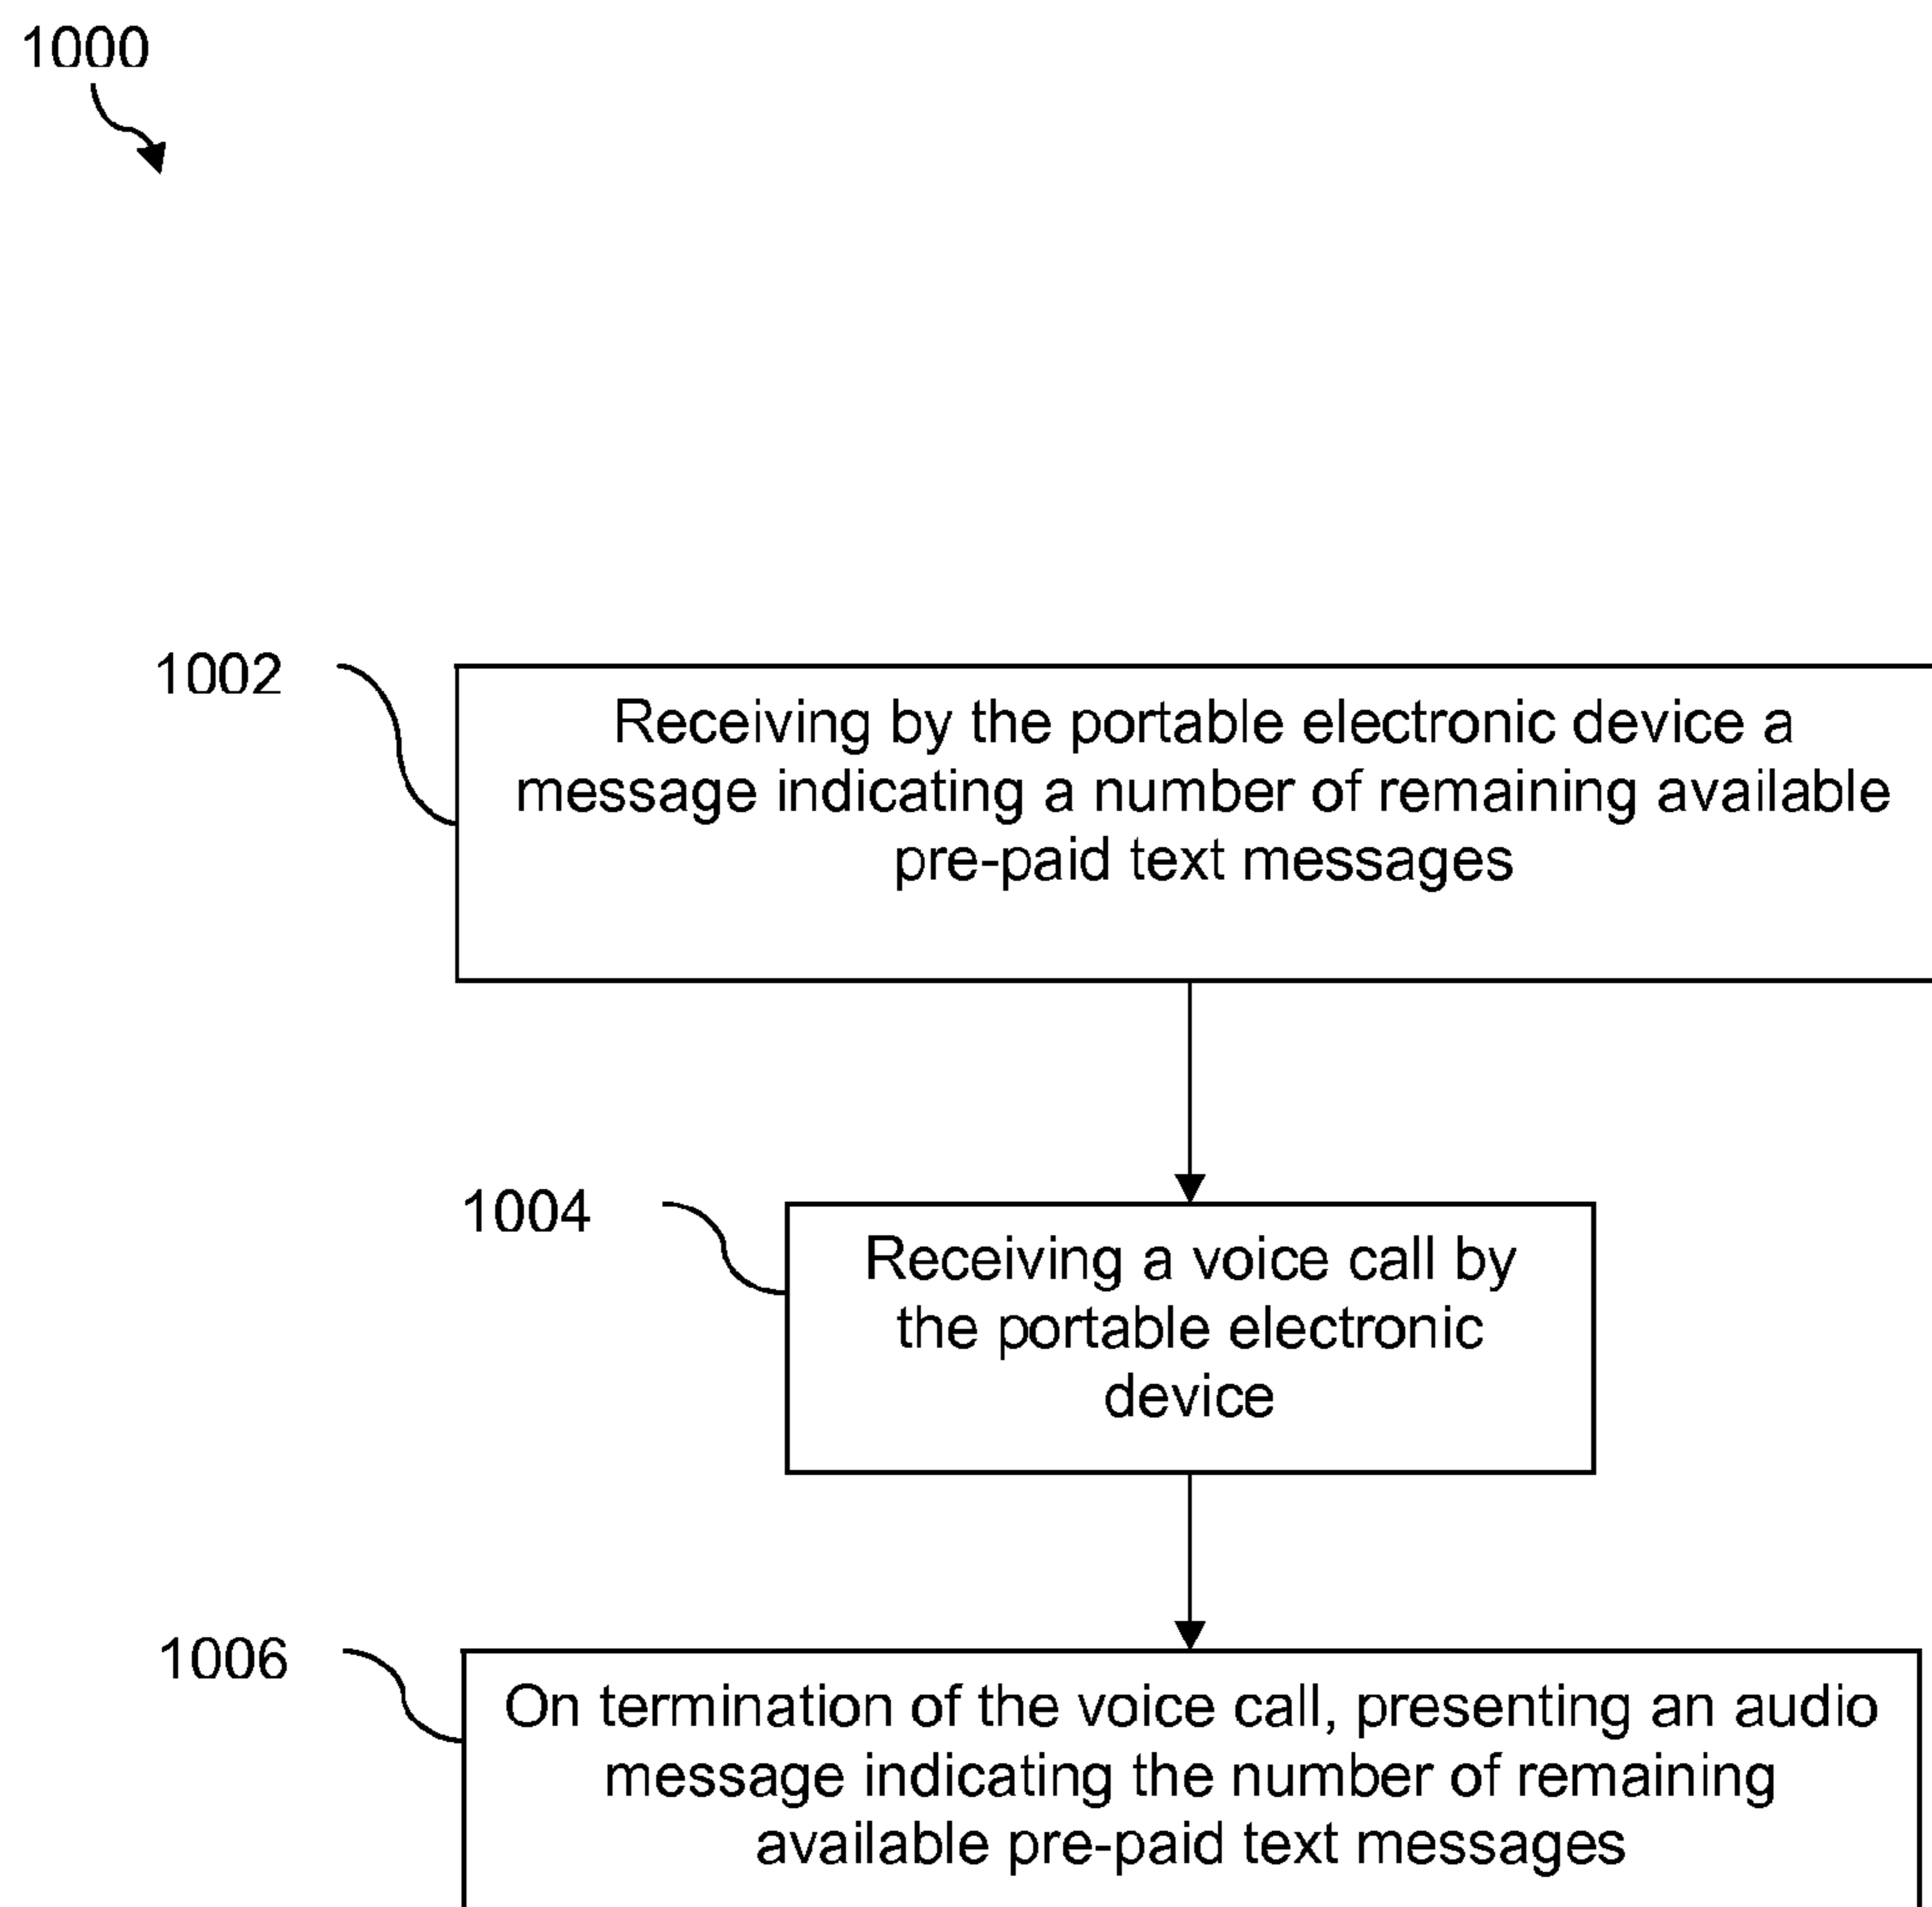 1000
1002
Receiving by the portable electronic device a
message indicating a number of remaining available
pre-paid text messages
1004
Receiving a voice call by
the portable electronic
device
1006
On termination of the voice call, presenting an audio
message indicating the number of remaining
available pre-paid text messages